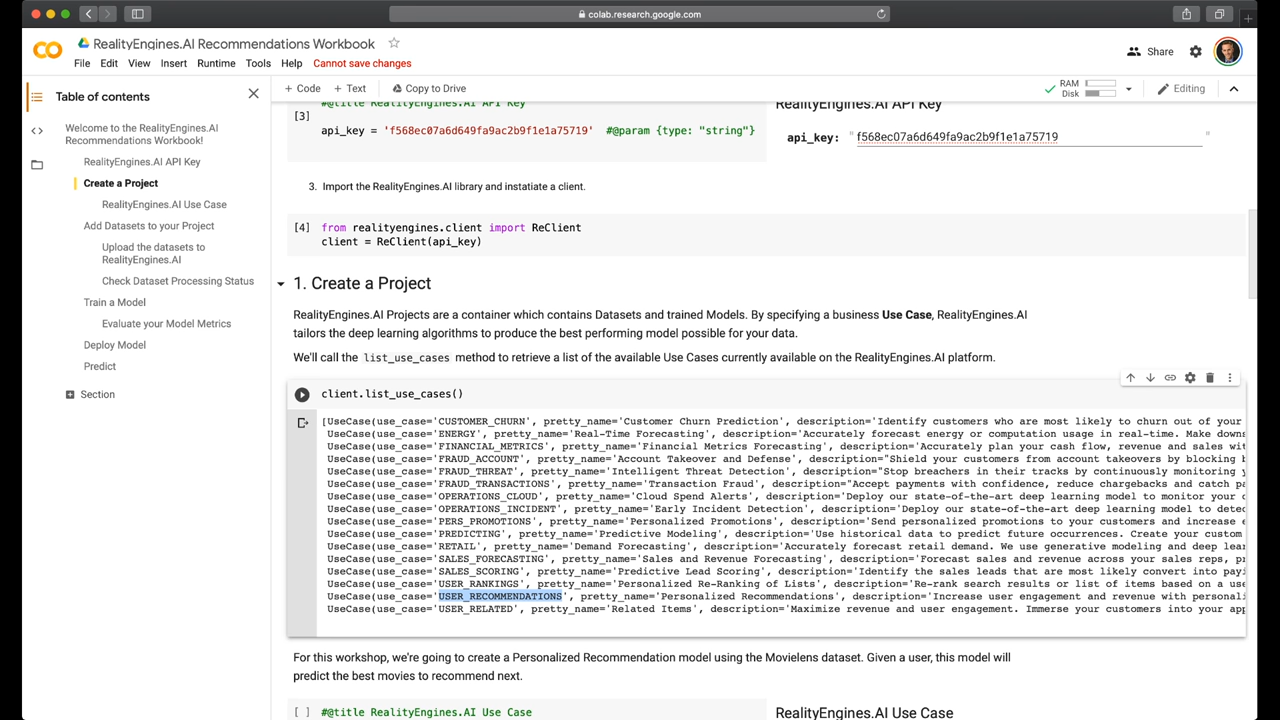 colab.research.google.com
RealityEngines.AI Recommendations Workbook
File Edit View Insert Runtime Tools Help Cannot save changes
Share
Table of contents
Welcome to the RealityEngines.AI
Recommendations Workbook!
RealityEngines.AI API Key
Create a Project
RealityEngines.AI Use Case
Add Datasets to your Project
Upload the datasets to
RealityEngines.AI
Check Dataset Processing Status
Train a Model
Evaluate your Model Metrics
Deploy Model
Predict
Section
+ Code + Text Copy to Drive
RAM
Disk
Editing
#@title RealityEngines.AI API Key
[3]
api_key = 'f568ec07a6d649fa9ac2b9f1e1a75719' #@param {type: "string"}
RealityEngines.AI API Key
api_key: "f568ec07a6d649fa9ac2b9f1e1a75719"
3. Import the RealityEngines.AI library and instatiate a client.
[4] from realityengines.client import ReClient
client = ReClient(api_key)
1. Create a Project
RealityEngines.AI Projects are a container which contains Datasets and trained Models. By specifying a business Use Case, RealityEngines.AI
tailors the deep learning algorithms to produce the best performing model possible for your data.
We'll call the list_use_cases method to retrieve a list of the available Use Cases currently available on the RealityEngines.AI platform.
client.list_use_cases()
[UseCase(use_case='CUSTOMER_CHURN', pretty_name='Customer Churn Prediction', description='Identify customers who are most likely to churn out of your
UseCase(use_case='ENERGY', pretty_name='Real-Time Forecasting', description='Accurately forecast energy or computation usage in real-time. Make downs
UseCase(use_case='FINANCIAL_METRICS', pretty_name='Financial Metrics Forecasting', description='Accurately plan your cash flow, revenue and sales wit
UseCase(use_case='FRAUD_ACCOUNT', pretty_name='Account Takeover and Defense', description="Shield your customers from account takeovers by blocking b
UseCase(use_case='FRAUD_THREAT', pretty_name='Intelligent Threat Detection', description="Stop breachers in their tracks by continuously monitoring y
UseCase(use_case='FRAUD_TRANSACTIONS', pretty_name='Transaction Fraud', description="Accept payments with confidence, reduce chargebacks and catch pa
UseCase(use_case='OPERATIONS_CLOUD', pretty_name='Cloud Spend Alerts', description='Deploy our state-of-the-art deep learning model to monitor your c
UseCase(use_case='OPERATIONS_INCIDENT', pretty_name='Early Incident Detection', description='Deploy our state-of-the-art deep learning model to detec
UseCase(use_case='PERS_PROMOTIONS', pretty_name='Personalized Promotions', description='Send personalized promotions to your customers and increase e
UseCase(use_case='PREDICTING', pretty_name='Predictive Modeling', description='Use historical data to predict future occurrences. Create your custom
UseCase(use_case='RETAIL', pretty_name='Demand Forecasting', description='Accurately forecast retail demand. We use generative modeling and deep lear
UseCase(use_case='SALES_FORECASTING', pretty_name='Sales and Revenue Forecasting', description='Forecast sales and revenue across your sales reps, pr
UseCase(use_case='SALES_SCORING', pretty_name='Predictive Lead Scoring', description='Identify the sales leads that are most likely convert into payi
UseCase(use_case='USER_RANKINGS', pretty_name='Personalized Re-Ranking of Lists', description='Re-rank search results or list of items based on a use
UseCase(use_case='USER_RECOMMENDATIONS', pretty_name='Personalized Recommendations', description='Increase user engagement and revenue with personali
UseCase(use_case='USER_RELATED', pretty_name='Related Items', description='Maximize revenue and user engagement. Immerse your customers into your app
For this workshop, we're going to create a Personalized Recommendation model using the Movielens dataset. Given a user, this model will
predict the best movies to recommend next.
[ ] #@title RealityEngines.AI Use Case
RealityEngines.AI Use Case